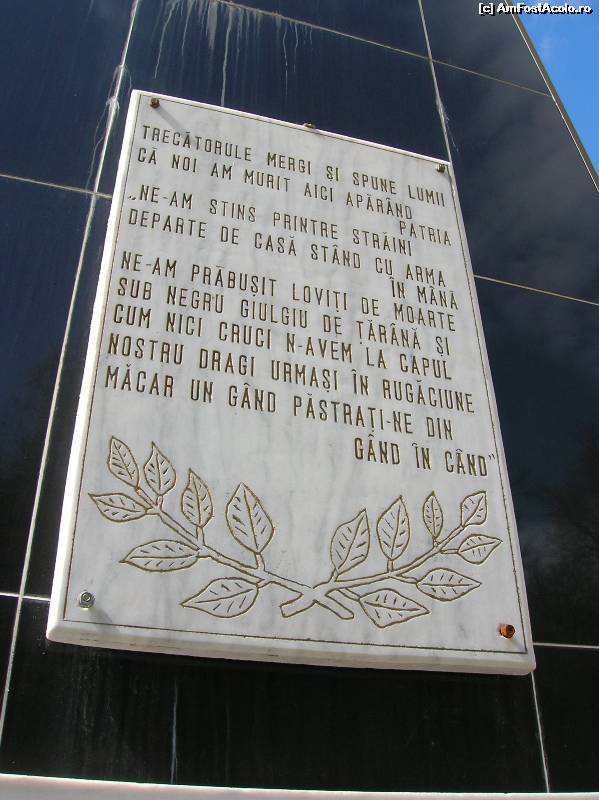 [c] AmFostAcolo.ro
TRECĂTORULE MERGI ȘI SPUNE LUMII
CĂ NOI AM MURIT AICI APĂRÂND
PATRIA
„NE-AM STINS PRINTRE STRĂINI
DEPARTE DE CASĂ STÂND CU ARMA
ÎN MÂNĂ
NE-AM PRĂBUȘIT LOVIȚI DE MOARTE
SUB NEGRU GIULGIU DE ȚĂRÂNĂ ȘI
CUM NICI CRUCI N-AVEM LA CAPUL
NOSTRU DRAGI URMAȘI ÎN RUGĂCIUNE
MĂCAR UN GÂND PĂSTRAȚI-NE DIN
GÂND ÎN CÂND”